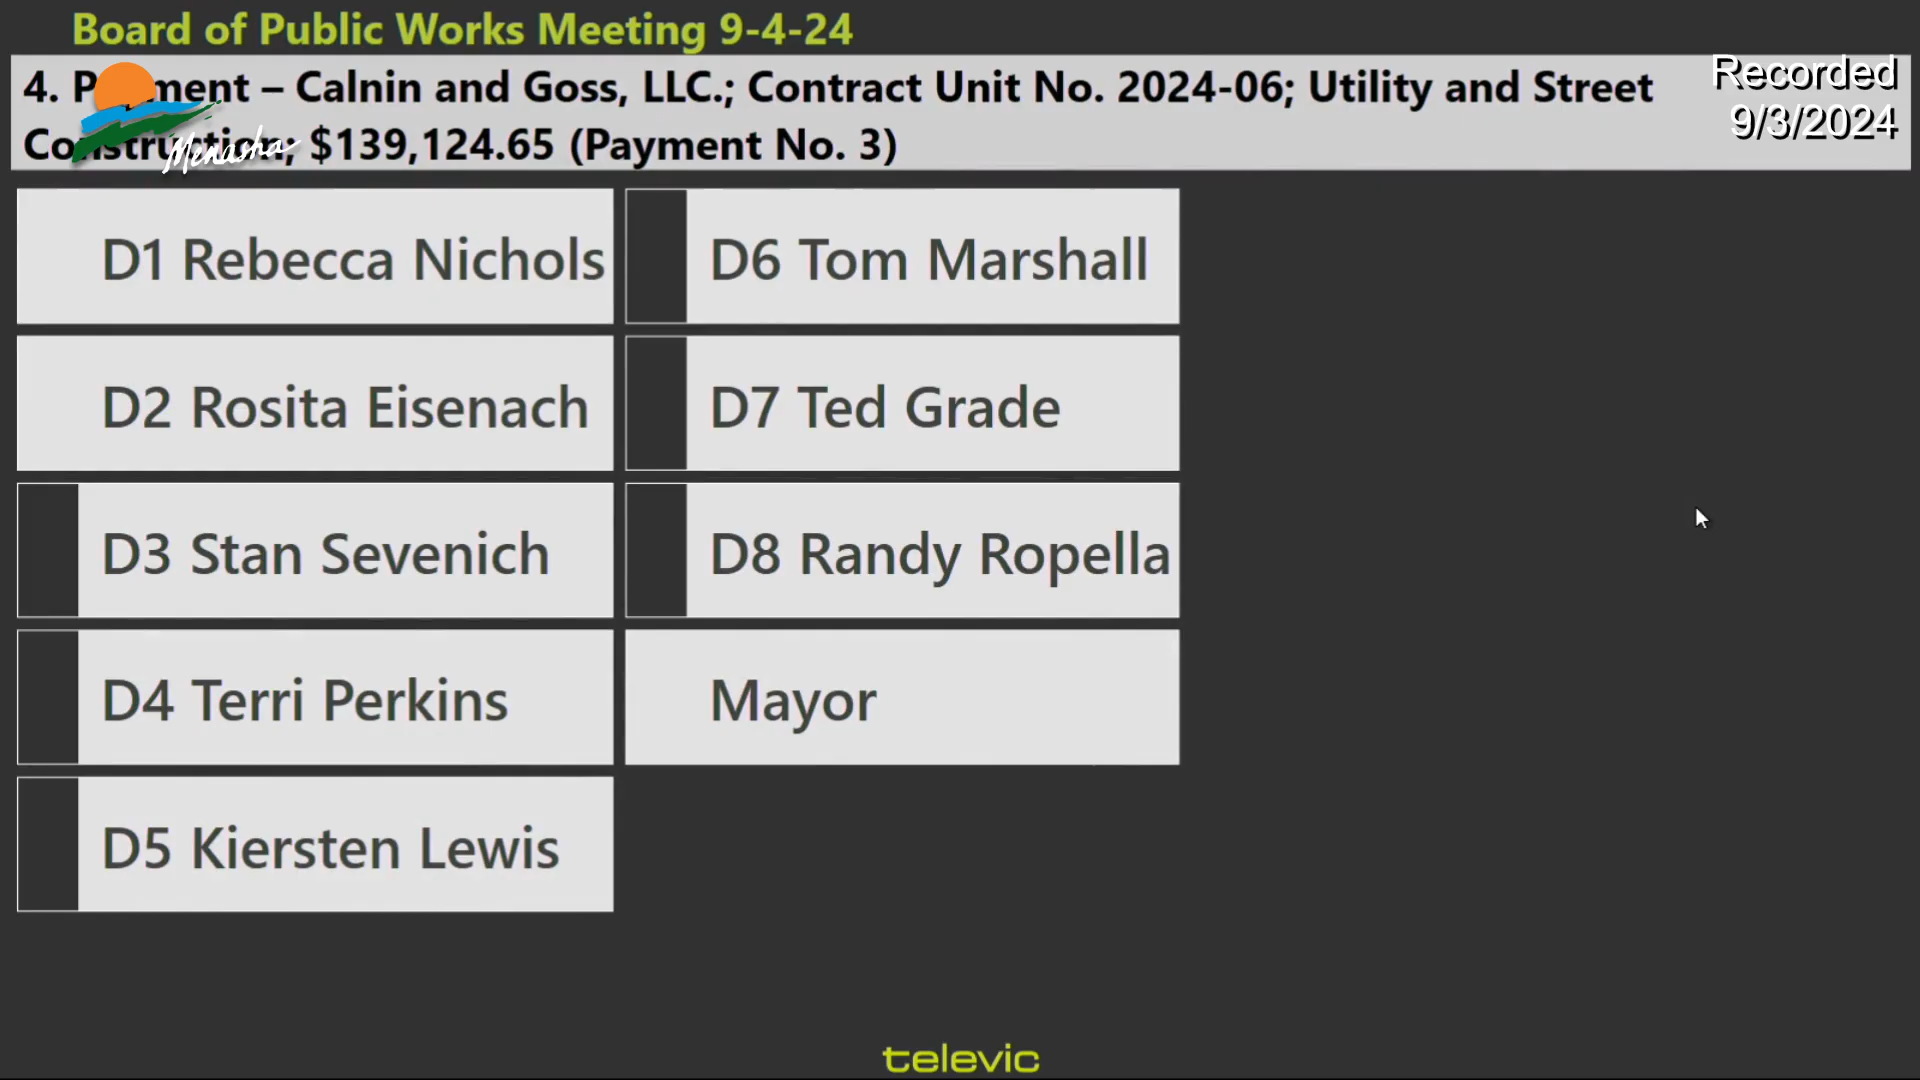 Board of Public Works Meeting 9-4-24
4. Payment – Calnin and Goss, LLC.; Contract Unit No. 2024-06; Utility and Street
Construction; $139,124.65 (Payment No. 3)
Menasha
Recorded
9/3/2024
D1 Rebecca Nichols
D2 Rosita Eisenach
D3 Stan Sevenich
D4 Terri Perkins
D5 Kiersten Lewis
D6 Tom Marshall
D7 Ted Grade
D8 Randy Ropella
Mayor
televic